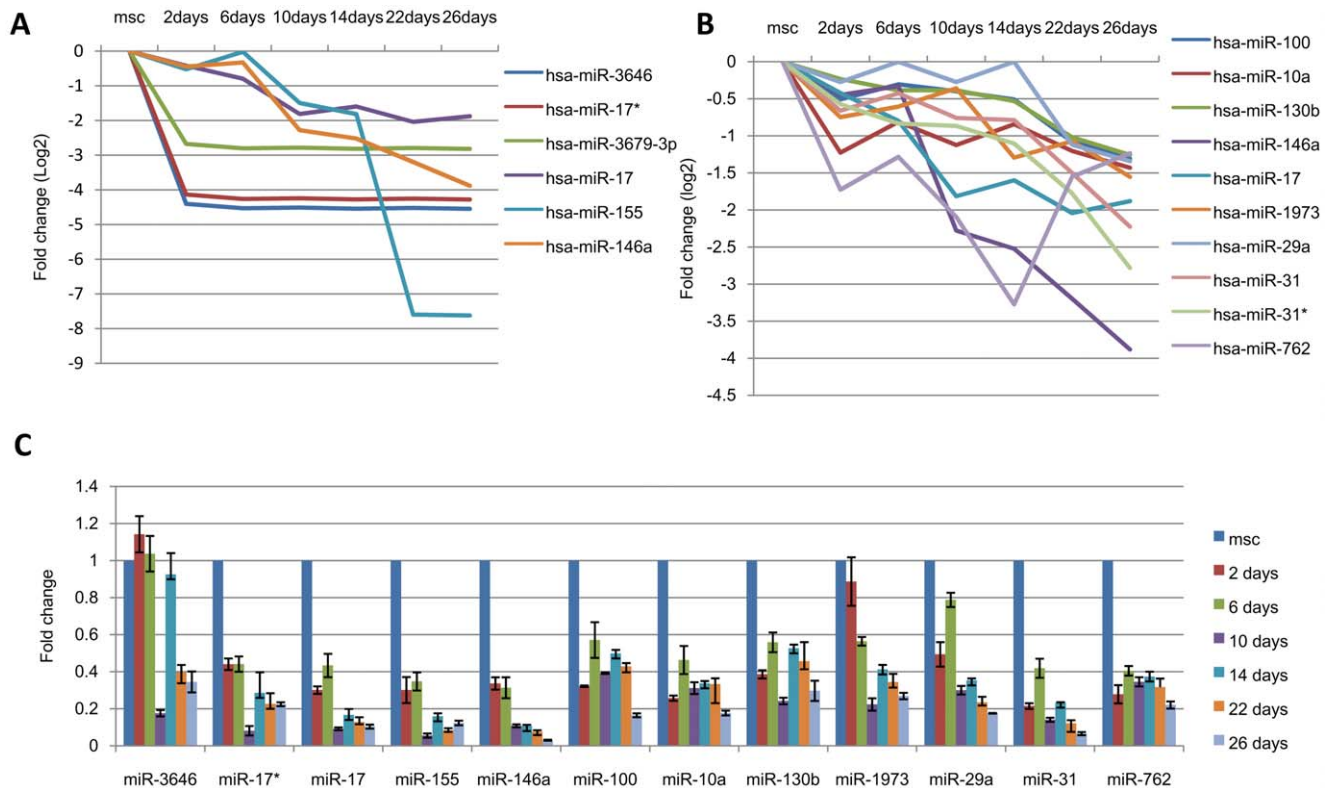 A
msc 2days 6days 10days 14days 22days 26days
Fold change (Log2)
0
-1
-2
-3
-4
-5
-6
-7
-8
-9
hsa-miR-3646
hsa-miR-17*
hsa-miR-3679-3p
hsa-miR-17
hsa-miR-155
hsa-miR-146a
B
msc 2days 6days 10days 14days 22days 26days
Fold change (log2)
0
-0.5
-1
-1.5
-2
-2.5
-3
-3.5
-4
-4.5
hsa-miR-100
hsa-miR-10a
hsa-miR-130b
hsa-miR-146a
hsa-miR-17
hsa-miR-1973
hsa-miR-29a
hsa-miR-31
hsa-miR-31*
hsa-miR-762
C
Fold change
1.4
1.2
1
0.8
0.6
0.4
0.2
0
miR-3646 miR-17* miR-17 miR-155 miR-146a miR-100 miR-10a miR-130b miR-1973 miR-29a miR-31 miR-762
msc
2 days
6 days
10 days
14 days
22 days
26 days